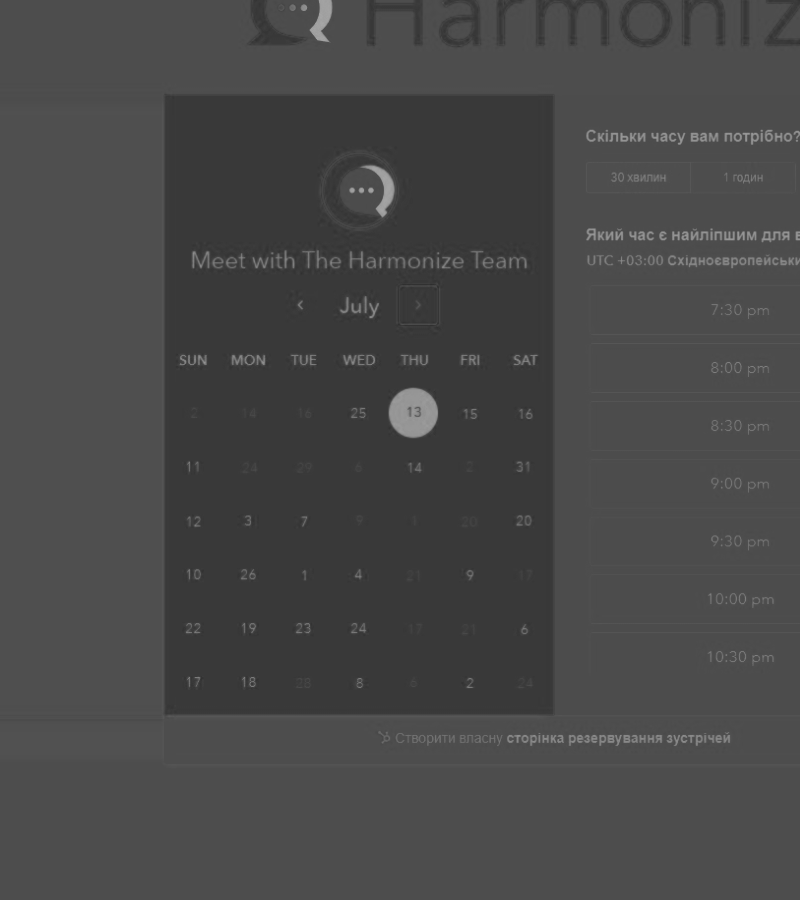 Harmoniz
Meet with The Harmonize Team
July
SUN MON TUE WED THU FRI SAT
2 14 16 25 13 15 16
11 24 29 6 14 2 31
12 3 7 9 1 20 20
10 26 1 4 21 9 17
22 19 23 24 17 21 6
17 18 28 8 6 2 24
Скільки часу вам потрібно?
30 хвилин 1 годин
Який час є найліпшим для в
UTC +03:00 Східноєвропейськи
7:30 pm
8:00 pm
8:30 pm
9:00 pm
9:30 pm
10:00 pm
10:30 pm
Створити власну сторінка резервування зустрічей